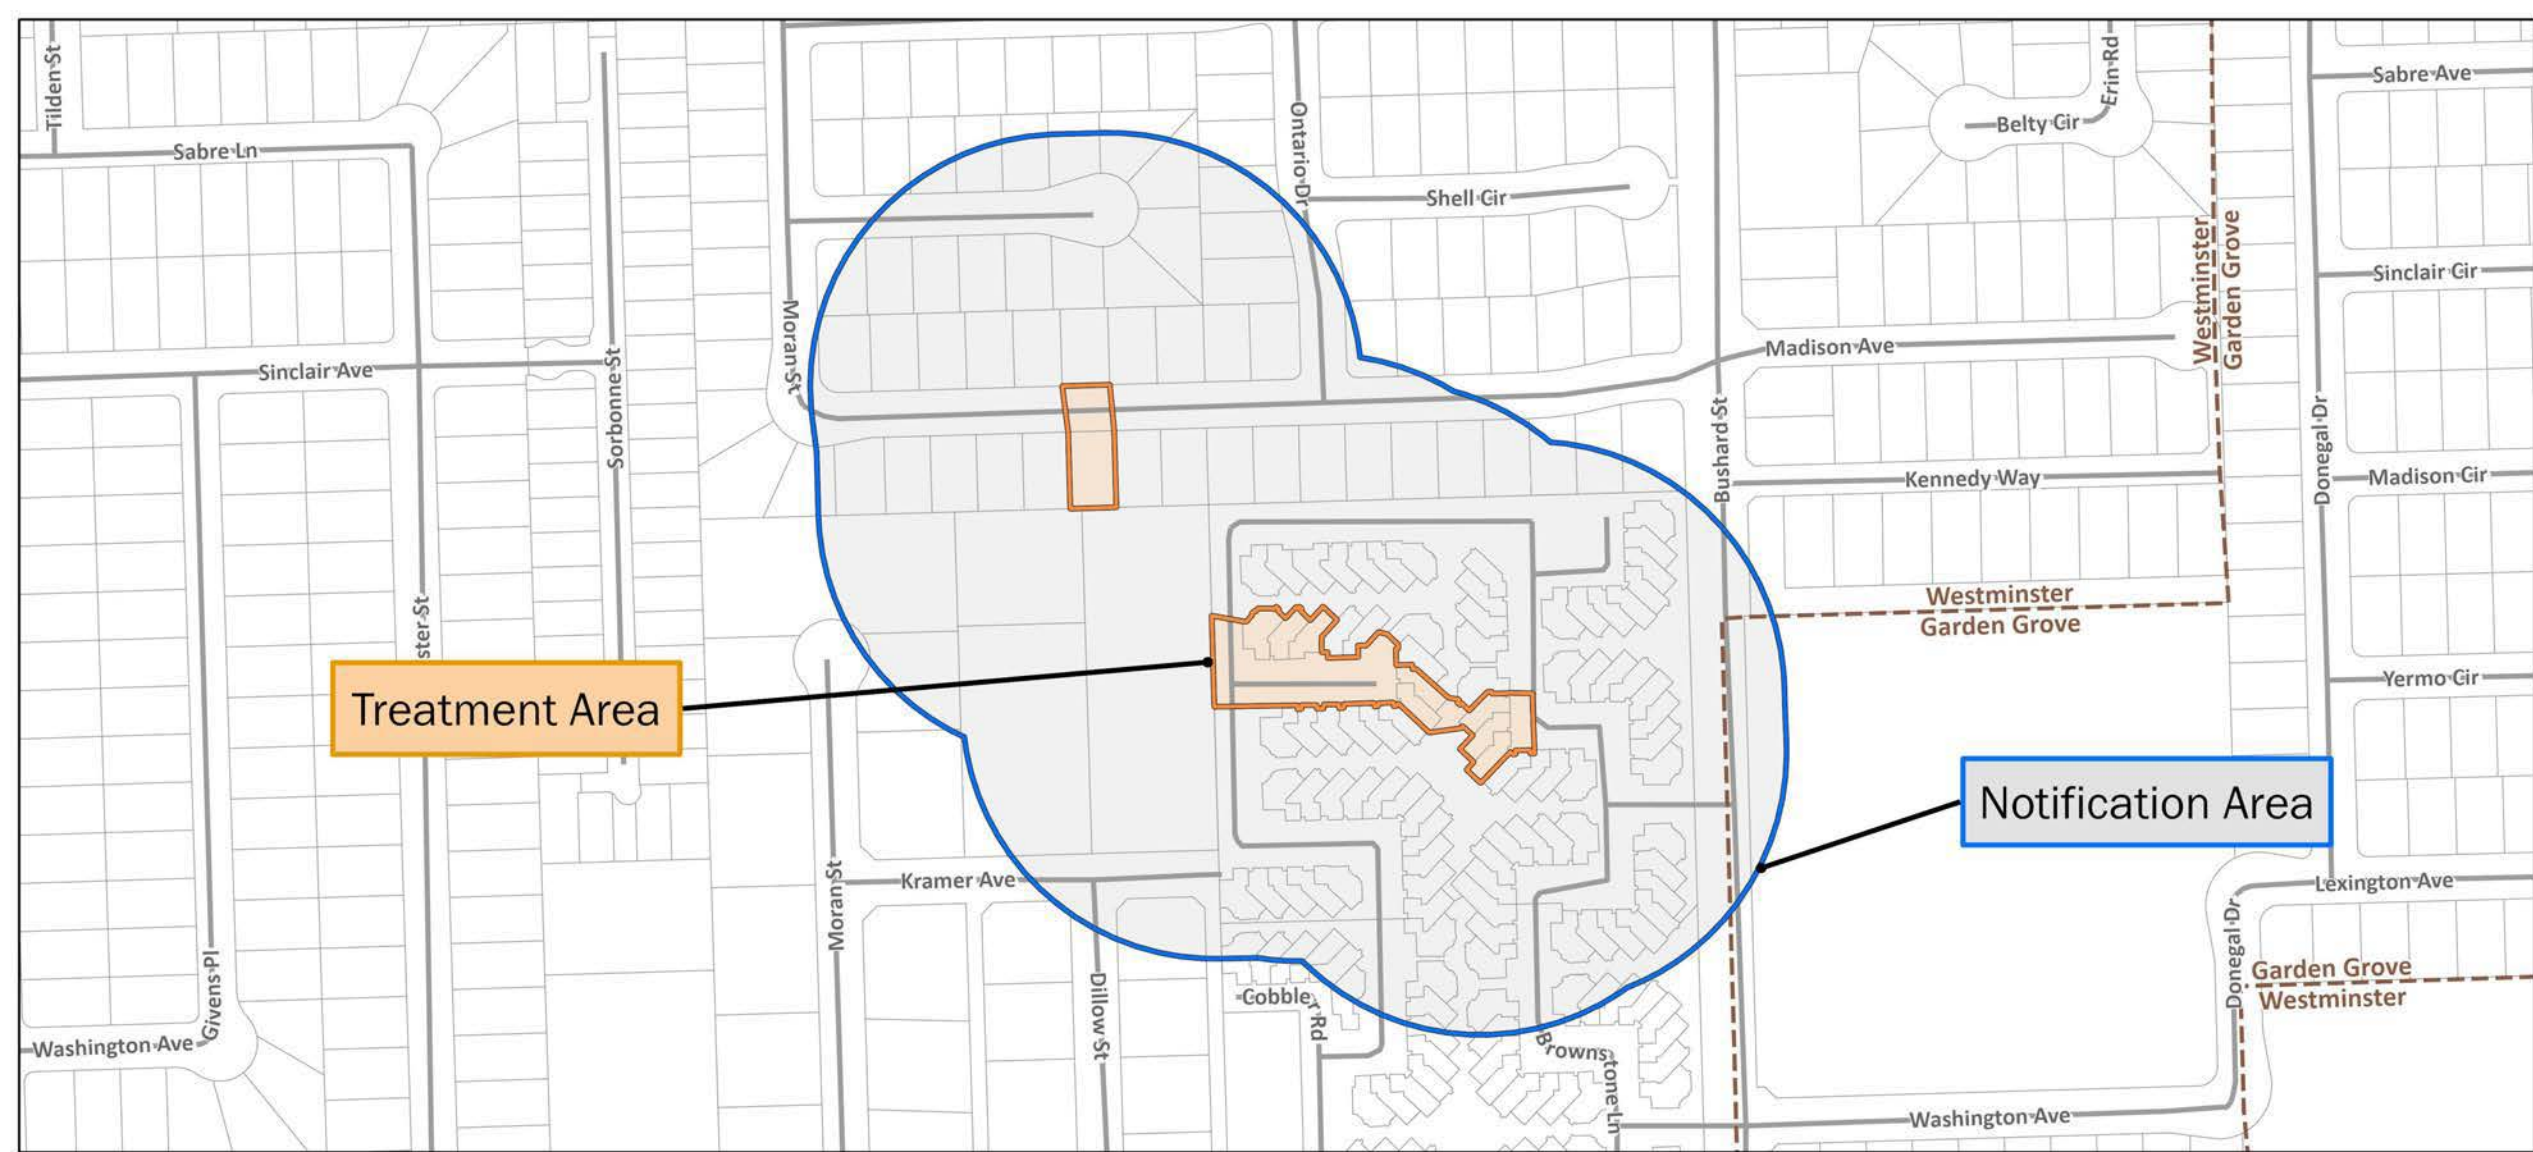 Tilden St
Sabre Ln
Sinclair Ave
Sorbonne St
ster St
Givens Pl
Washington Ave
Moran St
Ontario Dr
Shell Cir
Belty Cir
Erin Rd
Sabre Ave
Westminster
Garden Grove
Sinclair Cir
Madison Ave
Bushard St
Donegal Dr
Kennedy Way
Madison Cir
Westminster
Garden Grove
Yermo Cir
Treatment Area
Notification Area
Moran St
Kramer Ave
Dillow St
Cobbler Rd
Brownstone Ln
Lexington Ave
Donegal Dr
Garden Grove
Westminster
Washington Ave